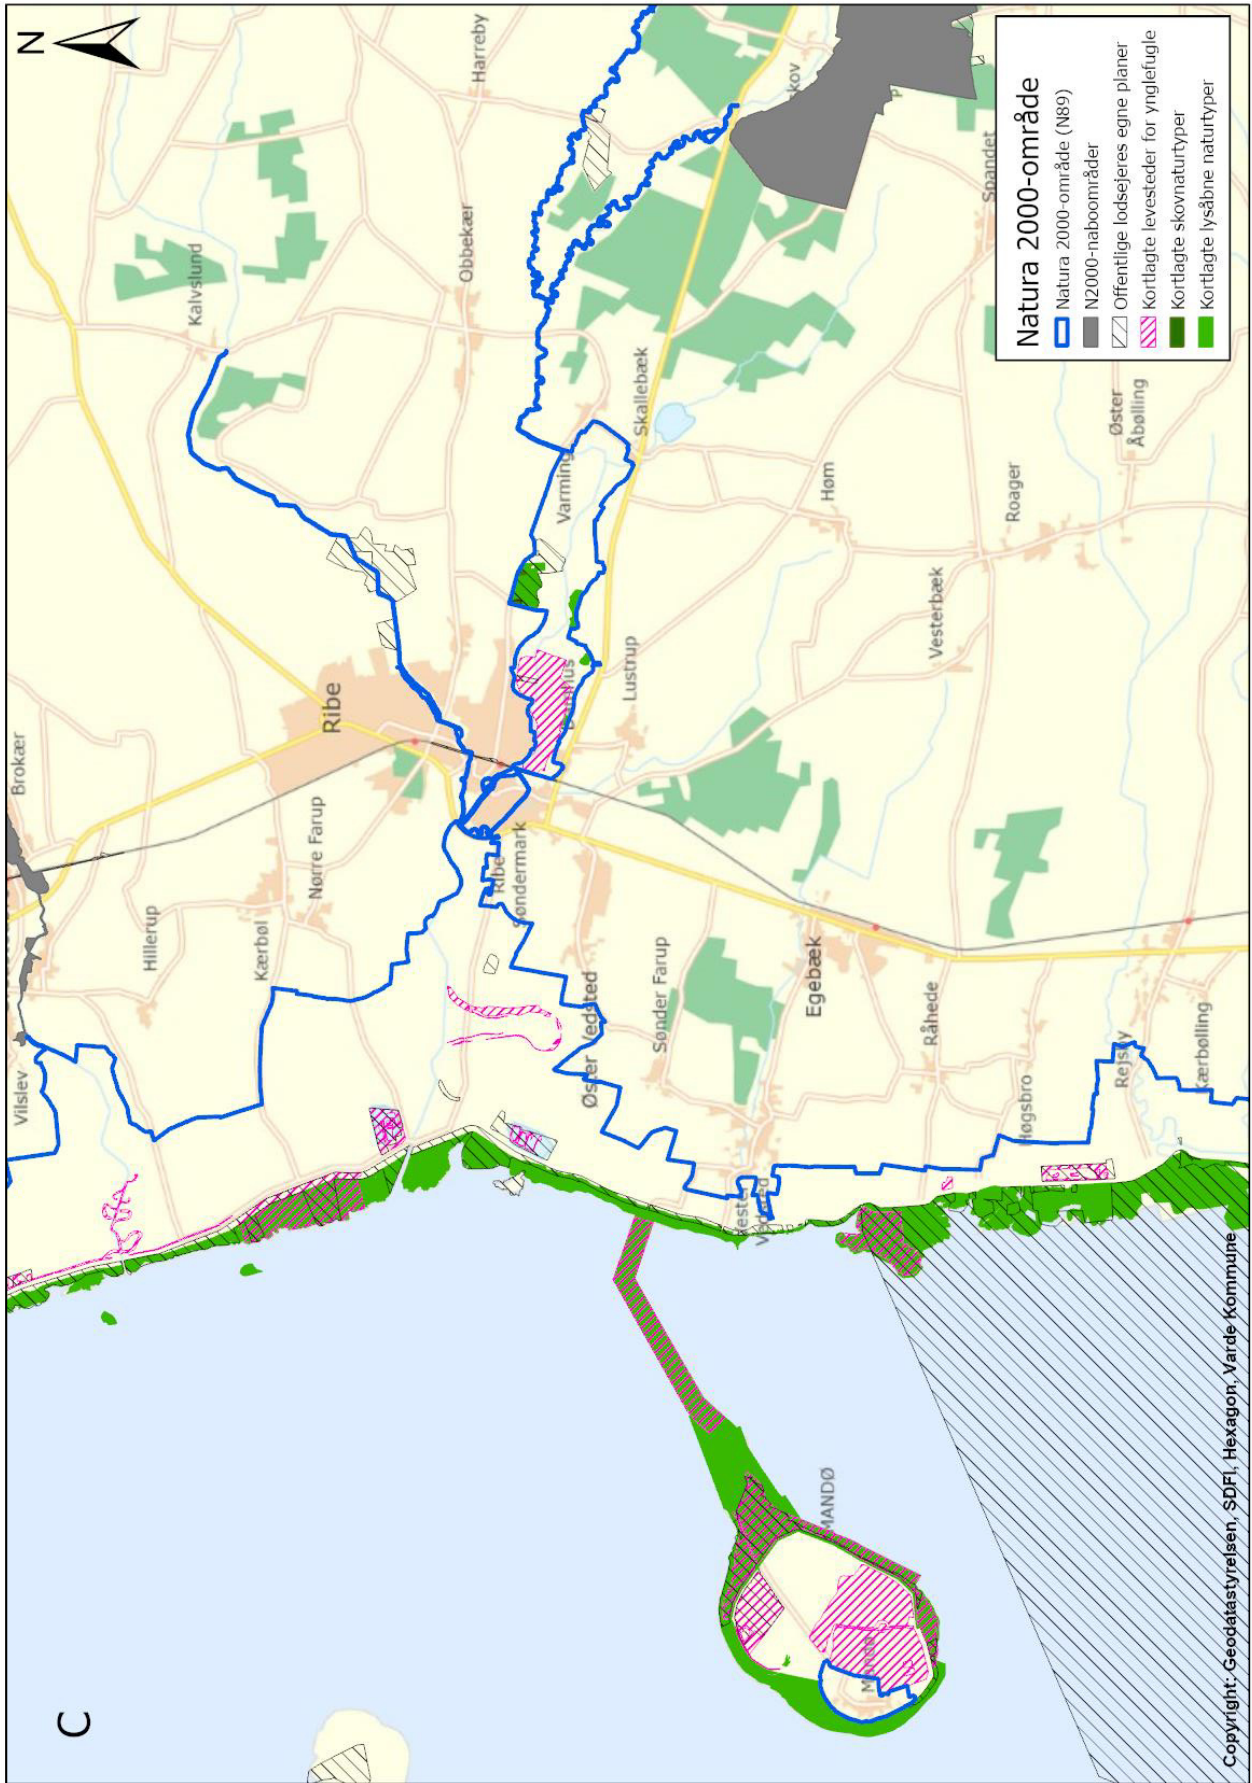 N
C
Natura 2000-område
Natura 2000-område (N89)
N2000-naboområder
Offentlige lodsejeres egne planer
Kortlagte levesteder for ynglefugle
Kortlagte skovnaturtyper
Kortlagte lysåbne naturtyper
Harreby
Kalvslund
Obbekær
kov
Spandet
Skallebæk
Varming
Høm
Roager
Øster
Åbølling
Vesterbæk
Lustrup
Ribe
Brokær
Nørre Farup
Hillerup
Kærbøl
Ribe
Søndermark
Vilslev
Øster Vedsted
Sønder Farup
Egebæk
Råhede
Høgsbro
Rejsby
Kærbølling
MANDØ
Copyright: Geodatastyrelsen, SDFI, Hexagon, Varde Kommune